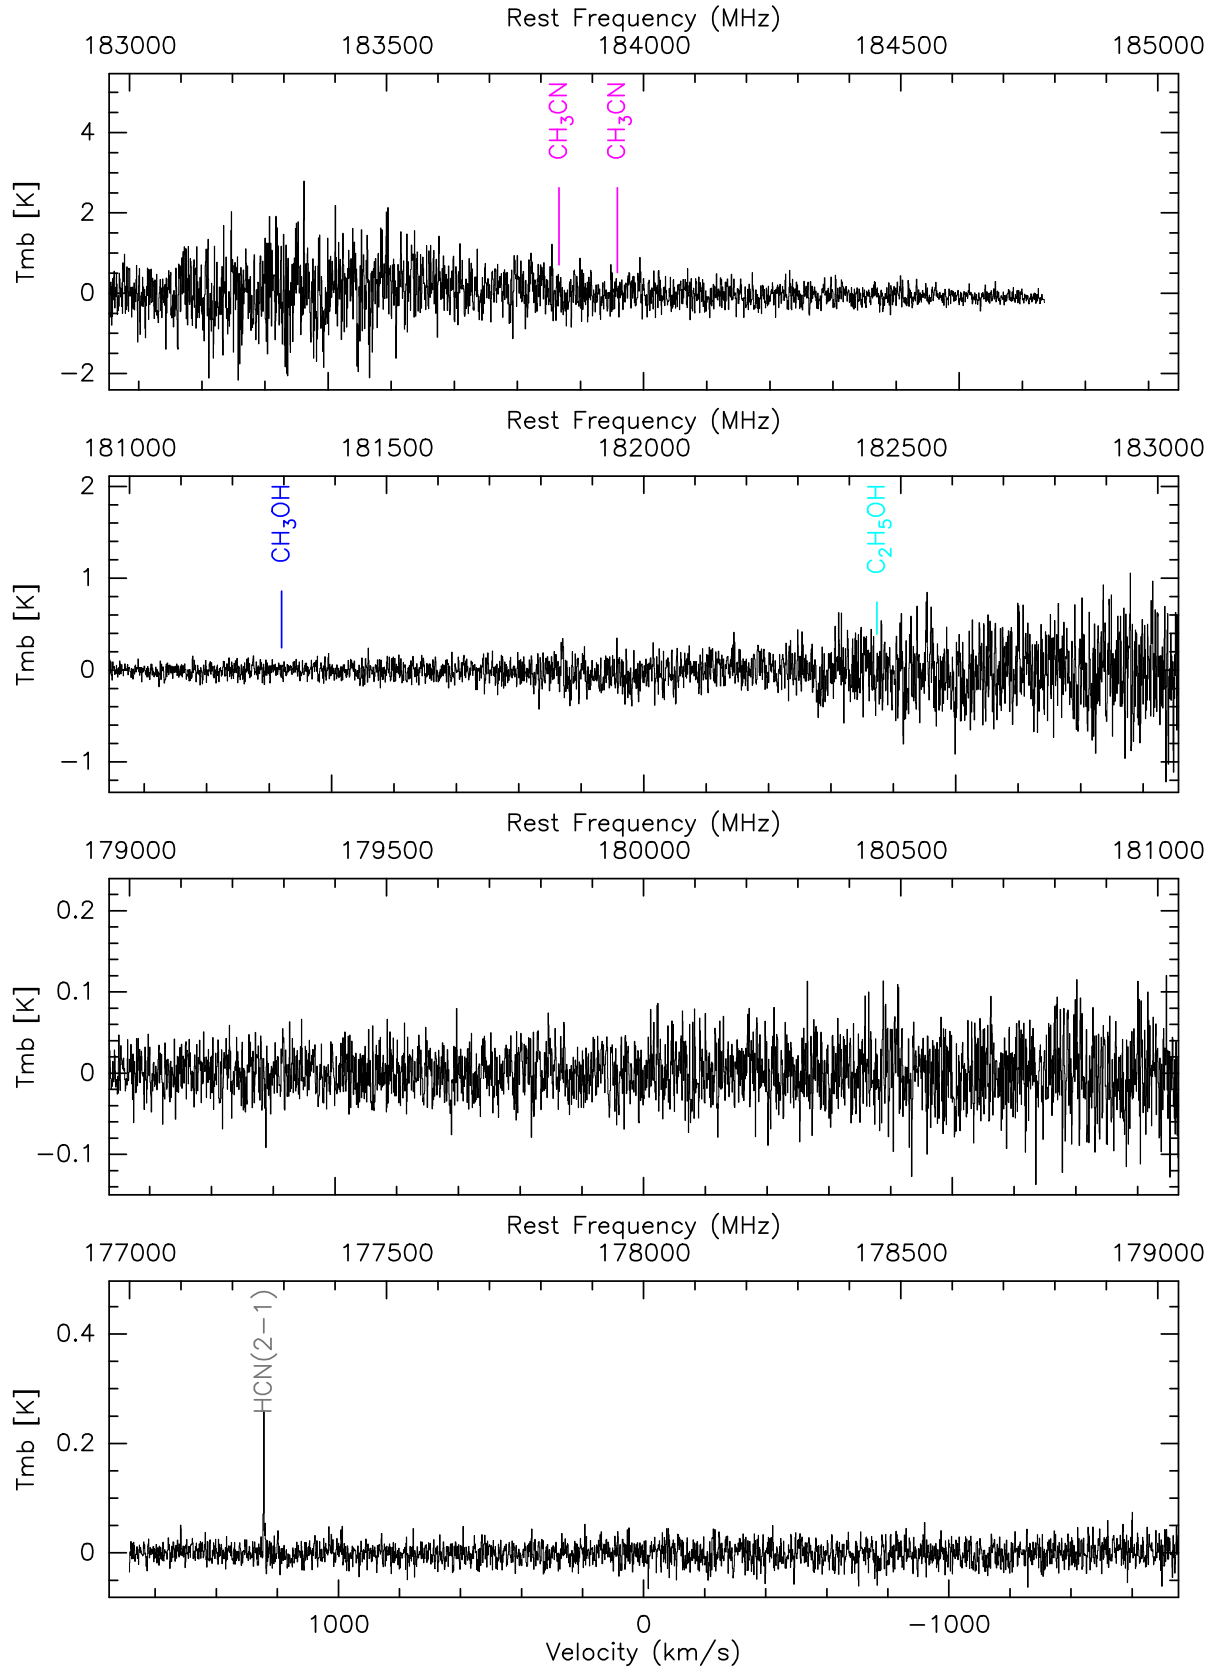 Rest Frequency (MHz)
183000 183500 184000 184500 185000
CH₃CN CH₃CN
4
2
0
−2
Tmb [K]
Rest Frequency (MHz)
181000 181500 182000 182500 183000
CH₃OH C₂H₅OH
2
1
0
−1
Tmb [K]
Rest Frequency (MHz)
179000 179500 180000 180500 181000
0.2
0.1
0
−0.1
Tmb [K]
Rest Frequency (MHz)
177000 177500 178000 178500 179000
HCN(2−1)
0.4
0.2
0
Tmb [K]
1000 0 −1000
Velocity (km/s)